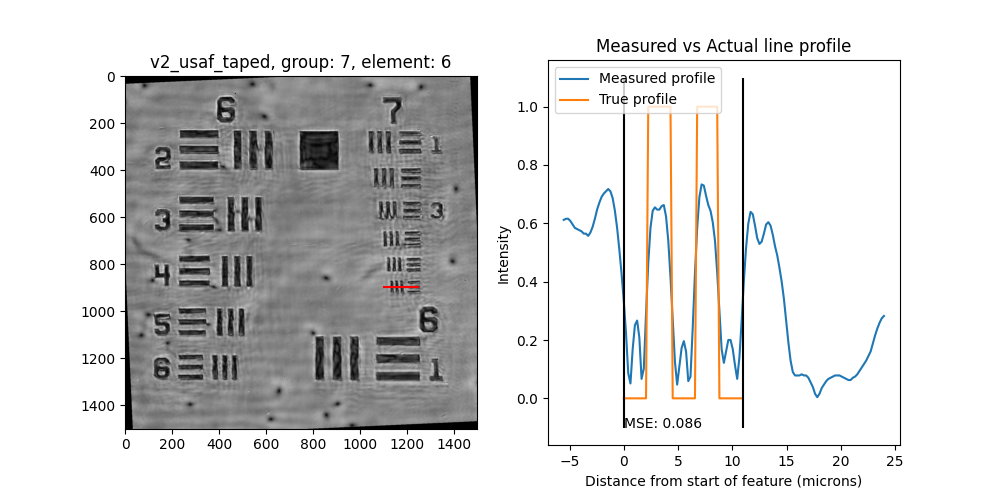 v2_usaf_taped, group: 7, element: 6
0
200
400
600
800
1000
1200
1400
0 200 400 600 800 1000 1200 1400
6 7
2 1
3 3
4
5 6
6 1
Measured vs Actual line profile
Measured profile
True profile
Intensity
1.0
0.8
0.6
0.4
0.2
0.0
MSE: 0.086
−5 0 5 10 15 20 25
Distance from start of feature (microns)